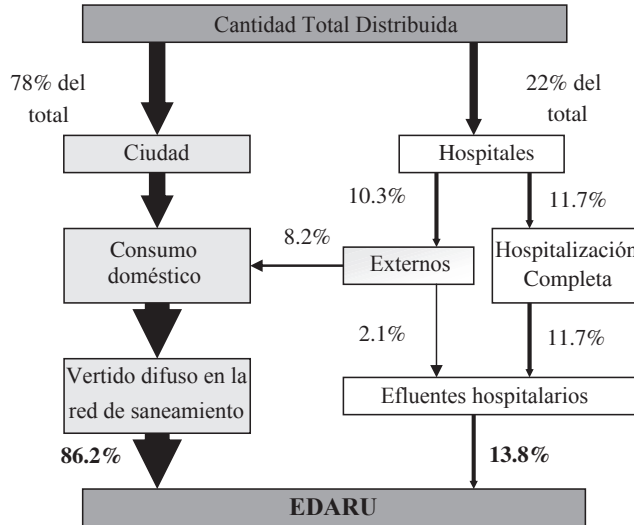 Cantidad Total Distribuida
78% del
total
22% del
total
Ciudad
Hospitales
10.3%
11.7%
8.2%
Consumo
doméstico
Externos
Hospitalización
Completa
2.1%
11.7%
Vertido difuso en la
red de saneamiento
Efluentes hospitalarios
86.2%
13.8%
EDARU